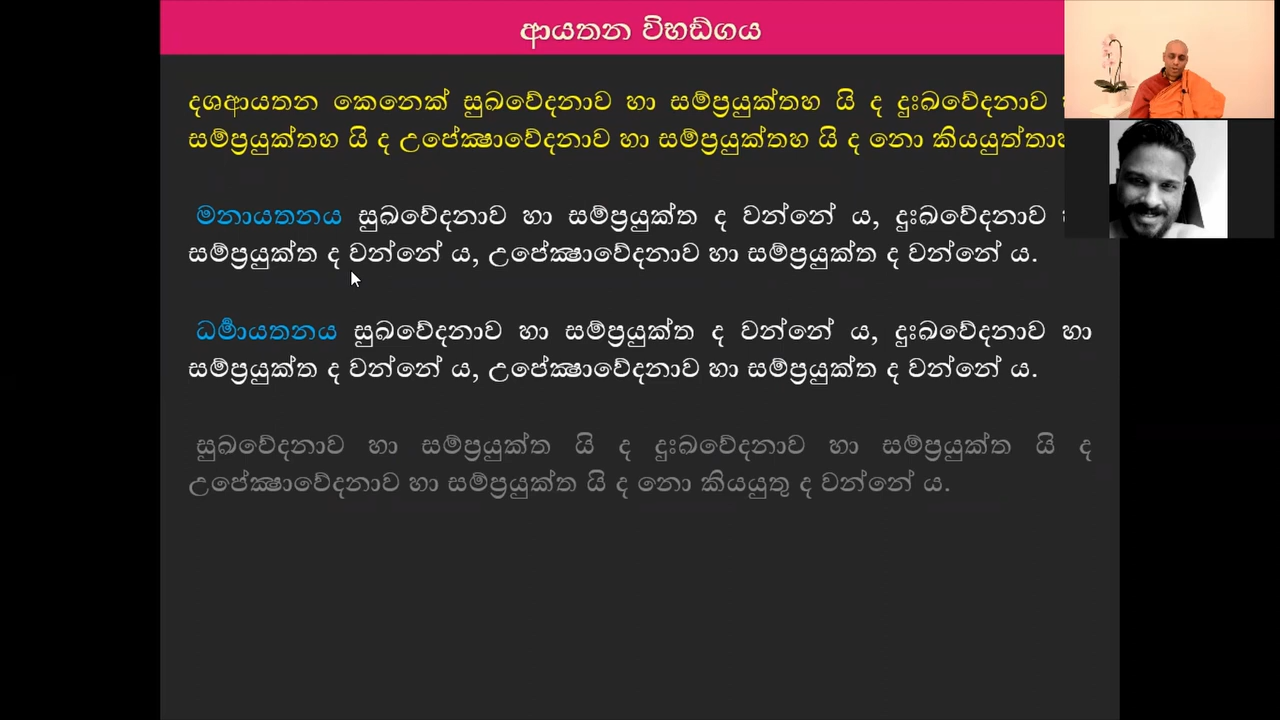 ආයතන විභඞ්ගය
දශආයතන කෙනෙක් සුඛවේදනාව හා සම්ප්‍රයුක්තහ යි ද දුඃඛවේදනාව
සම්ප්‍රයුක්තහ යි ද උපේක්‍ෂාවේදනාව හා සම්ප්‍රයුක්තහ යි ද නො
මනායතනය සුඛවේදනාව හා සම්ප්‍රයුක්ත ද වන්නේ ය, දුඃඛවේදනාව
සම්ප්‍රයුක්ත ද වන්නේ ය, උපේක්‍ෂාවේදනාව හා සම්ප්‍රයුක්ත ද වන්නේ ය.
ධර්‍මායතනය සුඛවේදනාව හා සම්ප්‍රයුක්ත ද වන්නේ ය, දුඃඛවේදනාව හා
සම්ප්‍රයුක්ත ද වන්නේ ය, උපේක්‍ෂාවේදනාව හා සම්ප්‍රයුක්ත ද වන්නේ ය.
සුඛවේදනාව හා සම්ප්‍රයුක්ත යි ද දුඃඛවේදනාව හා සම්ප්‍රයුක්ත යි ද
උපේක්‍ෂාවේදනාව හා සම්ප්‍රයුක්ත යි ද නො කියයුතු ද වන්නේ ය.